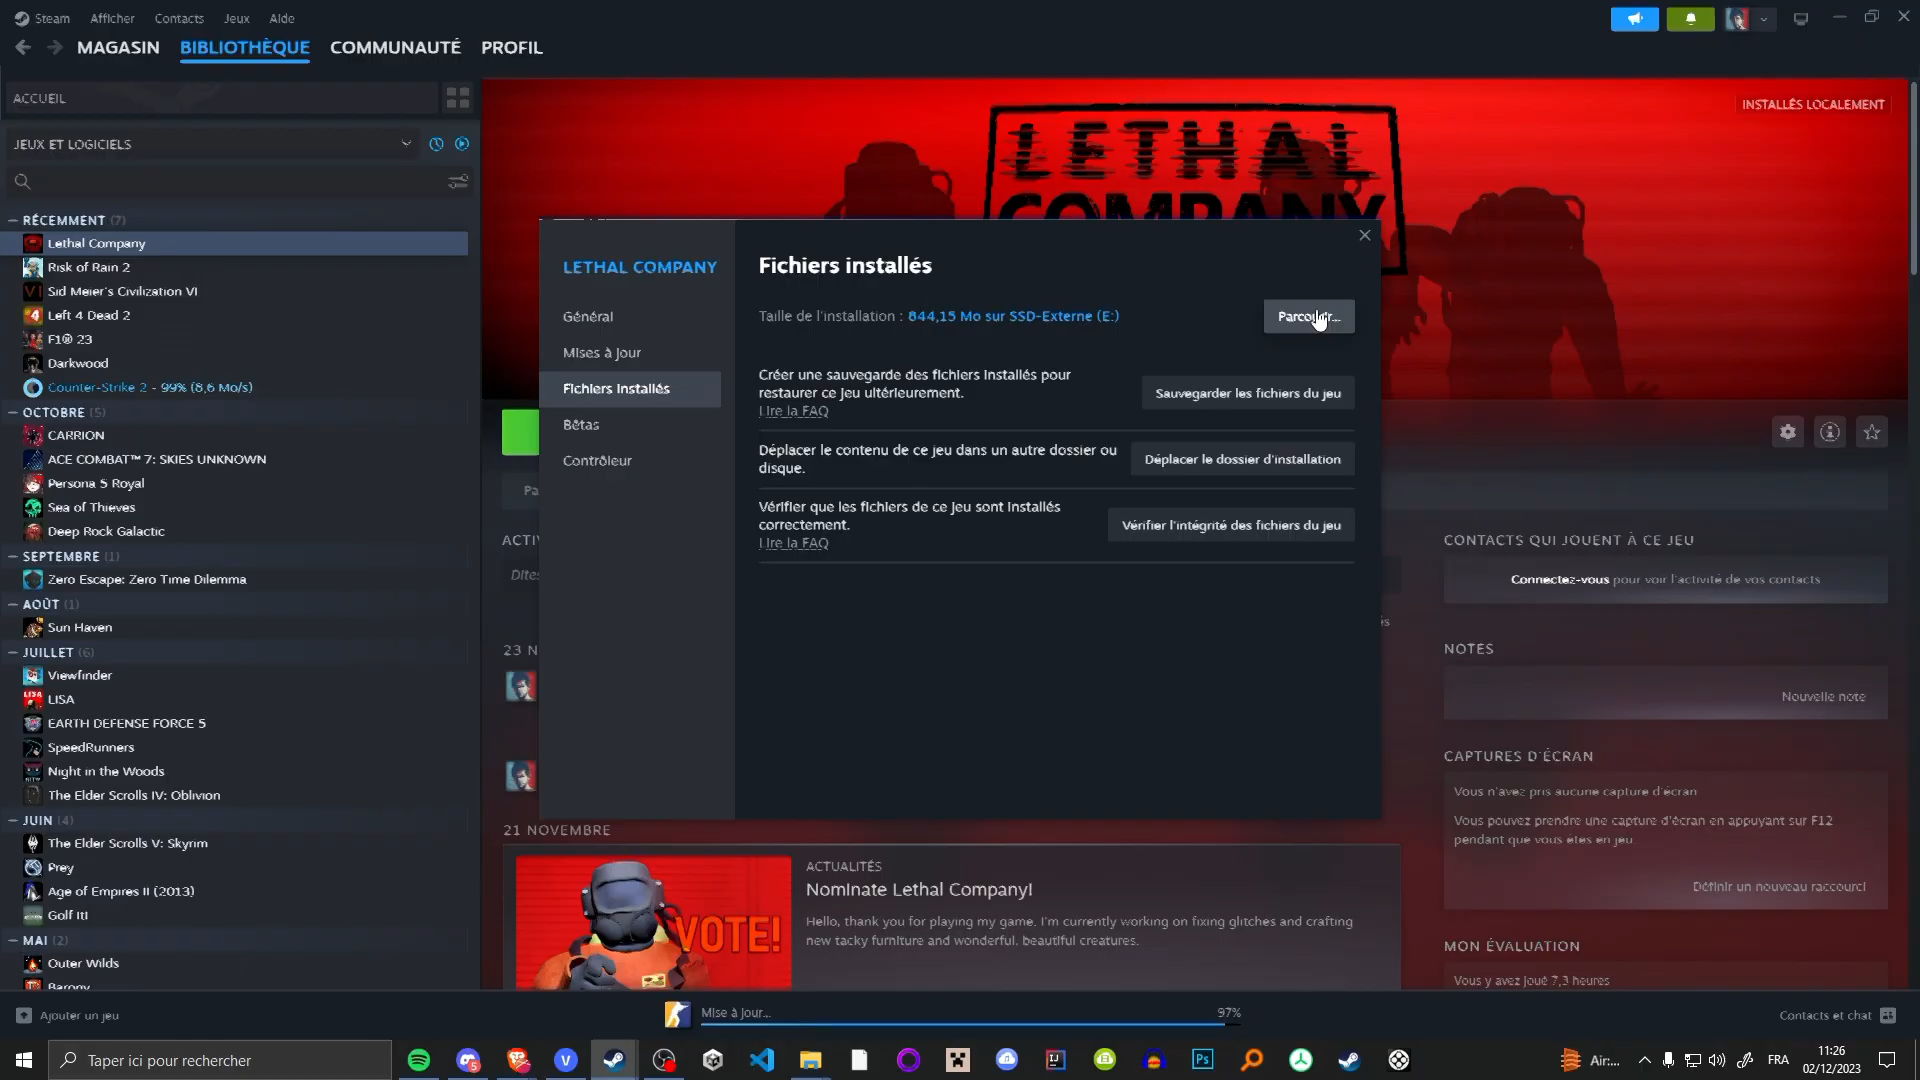 Steam Afficher Contacts Jeux Aide
MAGASIN BIBLIOTHÈQUE COMMUNAUTÉ PROFIL
ACCUEIL
JEUX ET LOGICIELS
RÉCEMMENT (7)
Lethal Company
Risk of Rain 2
Sid Meier's Civilization VI
Left 4 Dead 2
F1® 23
Darkwood
Counter-Strike 2 - 99% (8,6 Mo/s)
OCTOBRE (5)
CARRION
ACE COMBAT™ 7: SKIES UNKNOWN
Persona 5 Royal
Sea of Thieves
Deep Rock Galactic
SEPTEMBRE (1)
Zero Escape: Zero Time Dilemma
AOÛT (1)
Sun Haven
JUILLET (6)
Viewfinder
LISA
EARTH DEFENSE FORCE 5
SpeedRunners
Night in the Woods
The Elder Scrolls IV: Oblivion
JUIN (4)
The Elder Scrolls V: Skyrim
Prey
Age of Empires II (2013)
Golf It!
MAI (2)
Outer Wilds
Barony
Ajouter un jeu
INSTALLÉS LOCALEMENT
LETHAL
COMPANY
LETHAL COMPANY
Général
Mises à jour
Fichiers installés
Bêtas
Contrôleur
Fichiers installés
Taille de l'installation : 844,15 Mo sur SSD-Externe (E:)
Parcourir...
Créer une sauvegarde des fichiers installés pour
restaurer ce jeu ultérieurement.
Lire la FAQ
Sauvegarder les fichiers du jeu
Déplacer le contenu de ce jeu dans un autre dossier ou
disque.
Déplacer le dossier d'installation
Vérifier que les fichiers de ce jeu sont installés
correctement.
Lire la FAQ
Vérifier l'intégrité des fichiers du jeu
Pa
ACTIV
Dites
23 N
és
21 NOVEMBRE
VOTE!
ACTUALITÉS
Nominate Lethal Company!
Hello, thank you for playing my game. I'm currently working on fixing glitches and crafting
new tacky furniture and wonderful, beautiful creatures.
CONTACTS QUI JOUENT À CE JEU
Connectez-vous pour voir l'activité de vos contacts
NOTES
Nouvelle note
CAPTURES D'ÉCRAN
Vous n'avez pris aucune capture d'écran
Vous pouvez prendre une capture d'écran en appuyant sur F12
pendant que vous êtes en jeu
Définir un nouveau raccourci
MON ÉVALUATION
Vous y avez joué 7,3 heures
Mise à jour... 97%
Contacts et chat
Taper ici pour rechercher
Air:...
FRA
11:26
02/12/2023